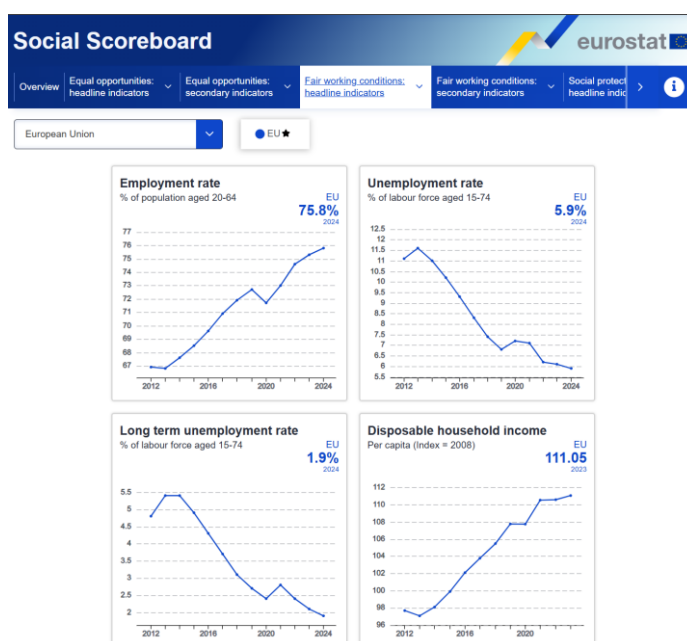 Social Scoreboard
eurostat
Overview
Equal opportunities:
headline indicators
Equal opportunities:
secondary indicators
Fair working conditions:
headline indicators
Fair working conditions:
secondary indicators
Social protect
headline indic
European Union
EU★
Employment rate
% of population aged 20-64
EU
75.8%
2024
77
76
75
74
73
72
71
70
69
68
67
2012
2016
2020
2024
Unemployment rate
% of labour force aged 15-74
EU
5.9%
2024
12.5
12
11.5
11
10.5
10
9.5
9
8.5
8
7.5
7
6.5
6
5.5
2012
2016
2020
2024
Long term unemployment rate
% of labour force aged 15-74
EU
1.9%
2024
5.5
5
4.5
4
3.5
3
2.5
2
2012
2016
2020
2024
Disposable household income
Per capita (Index = 2008)
EU
111.05
2023
112
110
108
106
104
102
100
98
96
2012
2016
2020